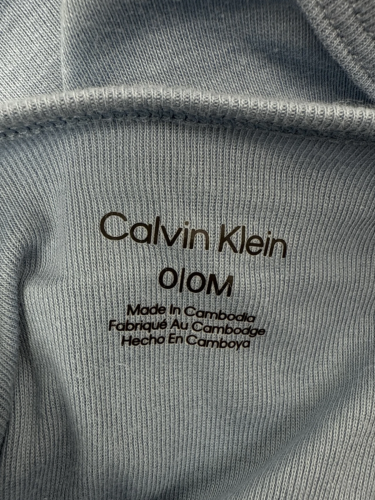 Calvin Klein
0|0M
Made In Cambodia
Fabriqué Au Cambodge
Hecho En Camboya